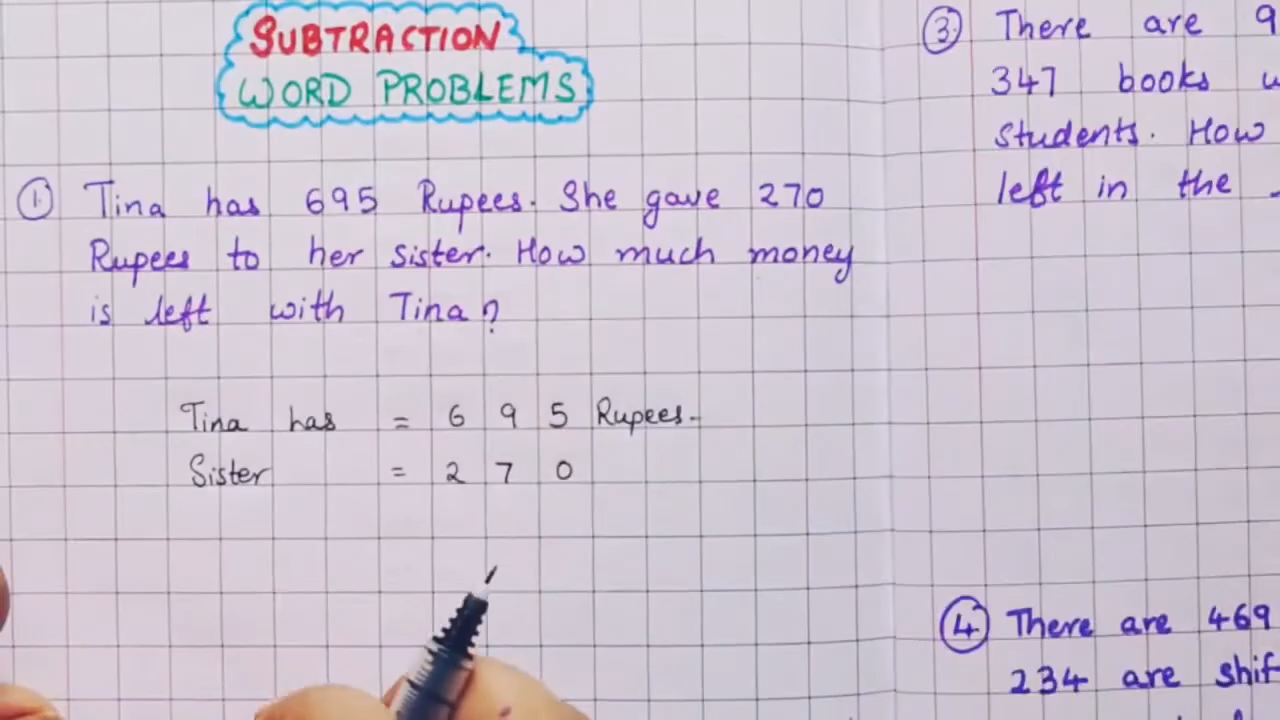 SUBTRACTION
WORD PROBLEMS
1. Tina has 695 Rupees. She gave 270
Rupees to her sister. How much money
is left with Tina?
Tina has = 6 9 5 Rupees.
Sister = 2 7 0
3. There are 9
347 books
students. How
left in the
4. There are 469
234 are shif